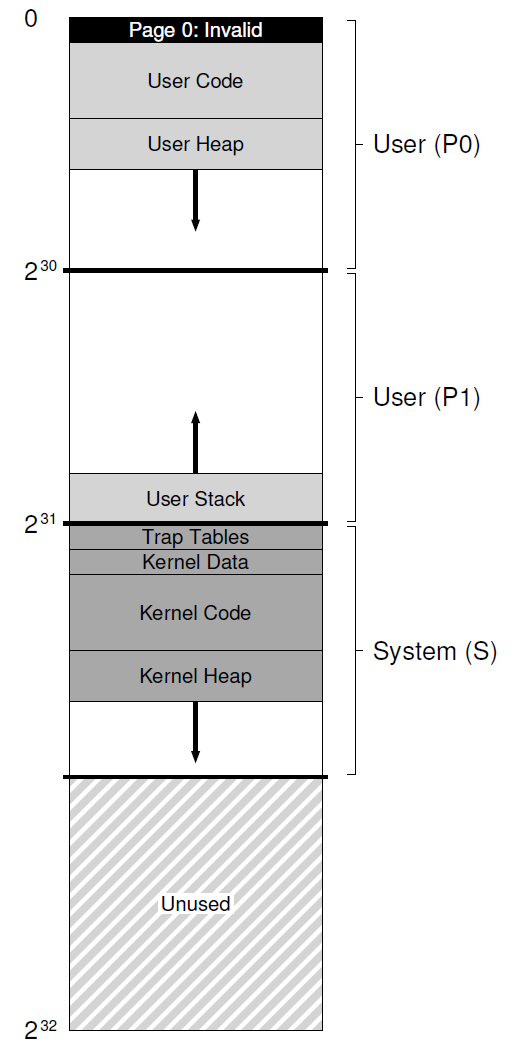 0
Page 0: Invalid
User Code
User Heap
User (P0)
2^30
User (P1)
User Stack
2^31
Trap Tables
Kernel Data
Kernel Code
System (S)
Kernel Heap
Unused
2^32